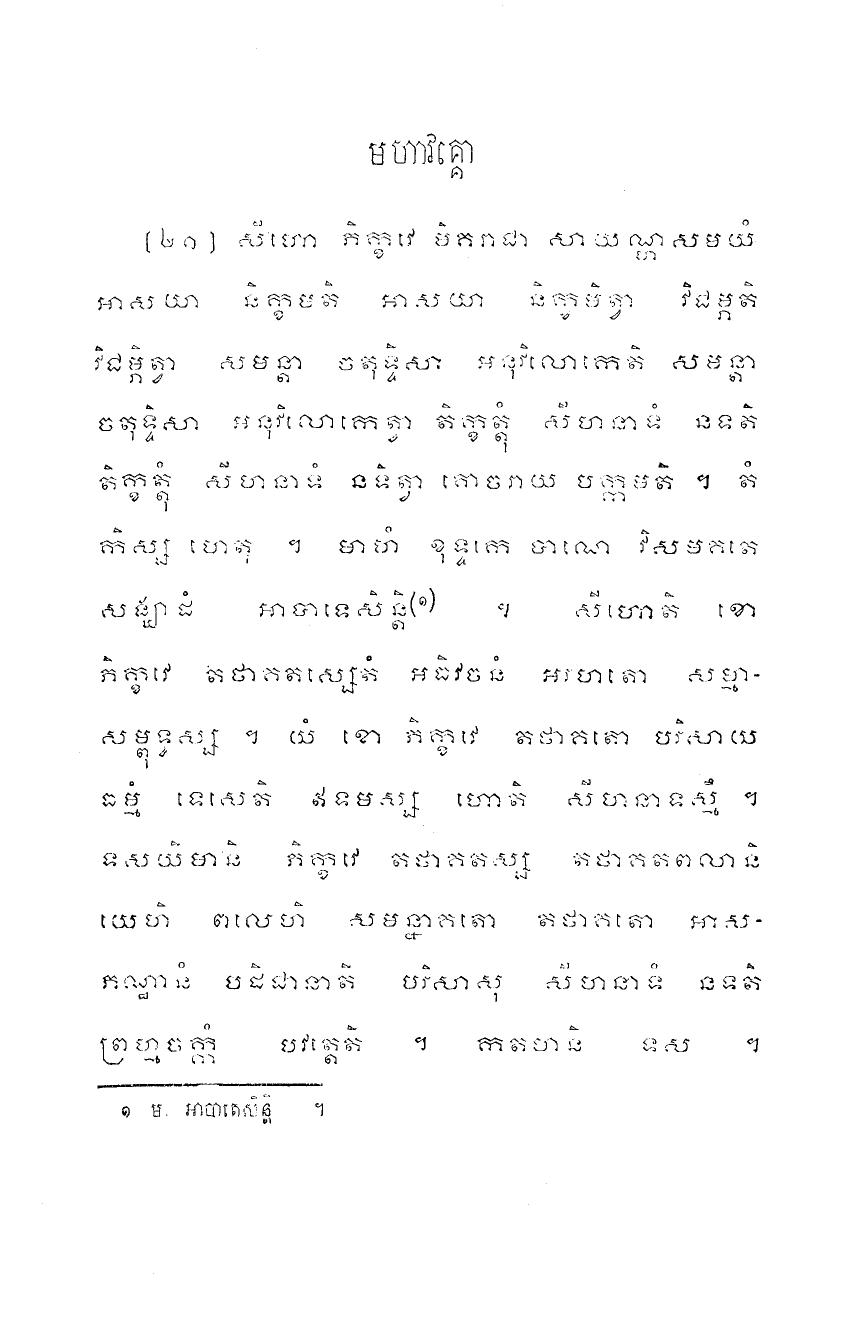 មហាវគ្គោ
(២១) សីហោ ភិក្ខវេ មិគរាជា សាយណ្ហសមយំ
អាសយា និក្ខមតិ អាសយា និក្ខមិត្វា វិជម្ភតិ
វិជម្ភិត្វា សមន្តា ចតុទ្ទិសា អនុវិលោកេតិ សមន្តា
ចតុទ្ទិសា អនុវិលោកេត្វា តិក្ខត្តុំ សីហនាទំ នទតិ
តិក្ខត្តុំ សីហនាទំ នទិត្វា គោចរាយ បក្កមតិ ។ តំ
កិស្ស ហេតុ ។ មាហំ ខុទ្ទកេ បាណេ វិសមគតេ
សង្ឃាដំ អាបាទេសិន្តិ(១) ។ សីហោតិ ខោ
ភិក្ខវេ តថាគតស្សេតំ អធិវចនំ អរហតោ សម្មា-
សម្ពុទ្ធស្ស ។ យំ ខោ ភិក្ខវេ តថាគតោ បរិសាយ
ធម្មំ ទេសេតិ ឥទមស្ស ហោតិ សីហនាទស្មឹ ។
ទសយីមានិ ភិក្ខវេ តថាគតស្ស តថាគតពលានិ
យេហិ ពលេហិ សមន្នាគតោ តថាគតោ អាស-
ភណ្ឋានំ បដិជានាតិ បរិសាសុ សីហនាទំ នទតិ
ព្រហ្មចក្កំ បវត្តេតិ ។ កតមានិ ទស ។
១ ម. អាបាទេសិន្តិ ។